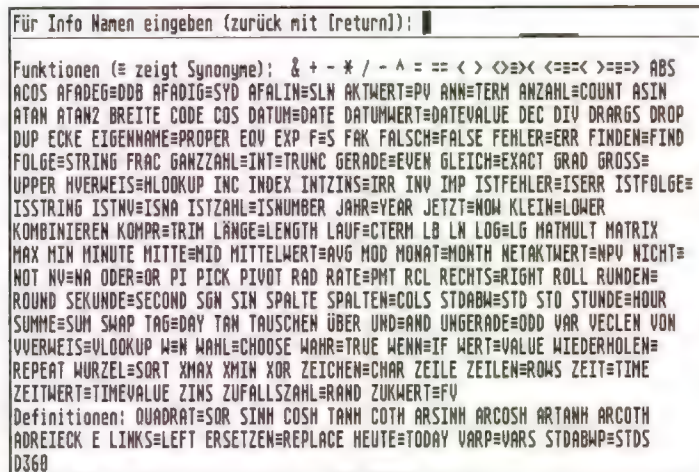 Für Info Namen eingeben (zurück mit [return]):
Funktionen (≡ zeigt Synonyme): & + - * / - ^ = == < > <>≡>< <=≡=< >=≡=> ABS
ACOS AFADEG≡DDB AFADIG≡SYD AFALIN≡SLN AKTWERT≡PV ANN≡TERM ANZAHL≡COUNT ASIN
ATAN ATAN2 BREITE CODE COS DATUM≡DATE DATUMWERT≡DATEVALUE DEC DIV DRARGS DROP
DUP ECKE EIGENNAME≡PROPER EQV EXP F≡S FAK FALSCH≡FALSE FEHLER≡ERR FINDEN≡FIND
FOLGE≡STRING FRAC GANZZAHL≡INT≡TRUNC GERADE≡EVEN GLEICH≡EXACT GRAD GROSS≡
UPPER HVERWEIS≡HLOOKUP INC INDEX INTZINS≡IRR INV IMP ISTFEHLER≡ISERR ISTFOLGE≡
ISSTRING ISTNV≡ISNA ISTZAHL≡ISNUMBER JAHR≡YEAR JETZT≡NOW KLEIN≡LOWER
KOMBINIEREN KOMPR≡TRIM LÄNGE≡LENGTH LAUF≡CTERM LB LN LOG≡LG MATMULT MATRIX
MAX MIN MINUTE MITTE≡MID MITTELWERT≡AVG MOD MONAT≡MONTH NETAKTWERT≡NPV NICHT≡
NOT NV≡NA ODER≡OR PI PICK PIVOT RAD RATE≡PMT RCL RECHTS≡RIGHT ROLL RUNDEN≡
ROUND SEKUNDE≡SECOND SGN SIN SPALTE SPALTEN≡COLS STDABW≡STD STO STUNDE≡HOUR
SUMME≡SUM SWAP TAG≡DAY TAN TAUSCHEN ÜBER UND≡AND UNGERADE≡ODD VAR VECLEN VON
VVERWEIS≡VLOOKUP W≡N WAHL≡CHOOSE WAHR≡TRUE WENN≡IF WERT≡VALUE WIEDERHOLEN≡
REPEAT WURZEL≡SQRT XMAX XMIN XOR ZEICHEN≡CHAR ZEILE ZEILEN≡ROWS ZEIT≡TIME
ZEITWERT≡TIMEVALUE ZINS ZUFALLSZAHL≡RAND ZUKWERT≡FV
Definitionen: QUADRAT≡SQR SINH COSH TANH COTH ARSINH ARCOSH ARTANH ARCOTH
ADREIECK E LINKS≡LEFT ERSETZEN≡REPLACE HEUTE≡TODAY VARP≡VARS STDABWP≡STDS
D360